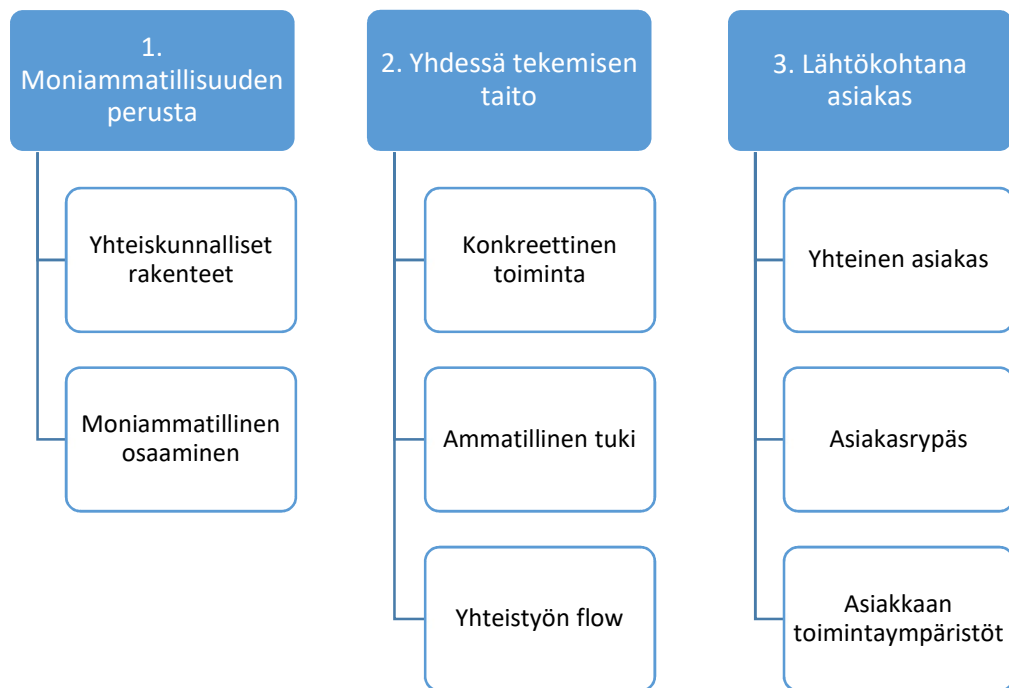 1.
Moniammatillisuuden
perusta
Yhteiskunnalliset
rakenteet
Moniammatillinen
osaaminen
2. Yhdessä tekemisen
taito
Konkreettinen
toiminta
Ammatillinen tuki
Yhteistyön flow
3. Lähtökohtana
asiakas
Yhteinen asiakas
Asiakasrypäs
Asiakkaan
toimintaympäristöt